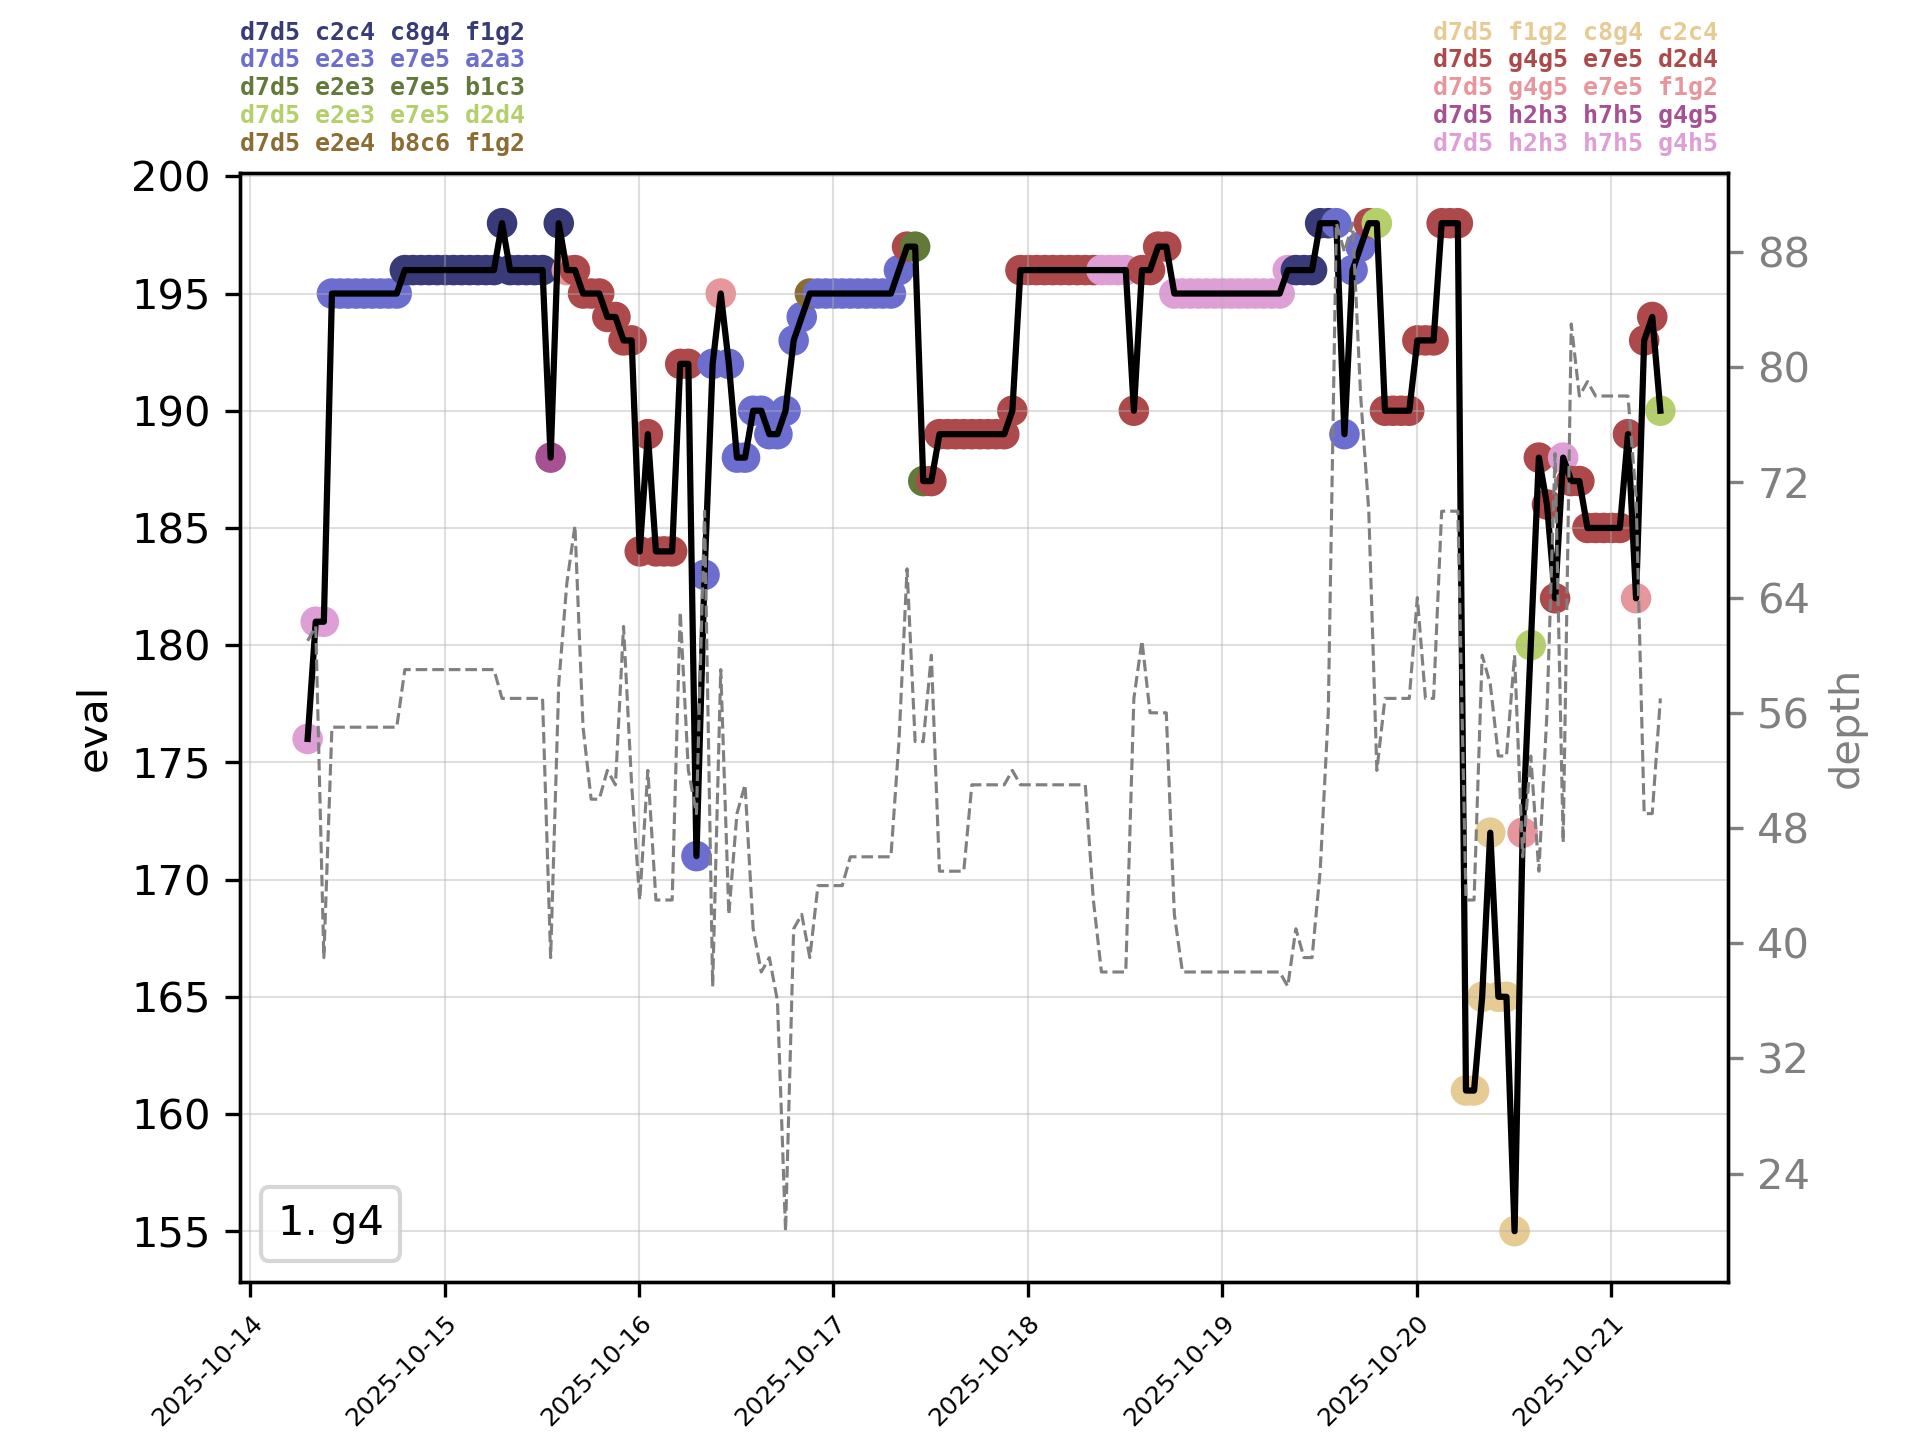 d7d5 c2c4 c8g4 f1g2
d7d5 e2e3 e7e5 a2a3
d7d5 e2e3 e7e5 b1c3
d7d5 e2e3 e7e5 d2d4
d7d5 e2e4 b8c6 f1g2
d7d5 f1g2 c8g4 c2c4
d7d5 g4g5 e7e5 d2d4
d7d5 g4g5 e7e5 f1g2
d7d5 h2h3 h7h5 g4g5
d7d5 h2h3 h7h5 g4h5
200
195
190
185
180
175
170
165
160
155
eval
88
80
72
64
56
48
40
32
24
depth
1. g4
2025-10-14
2025-10-15
2025-10-16
2025-10-17
2025-10-18
2025-10-19
2025-10-20
2025-10-21